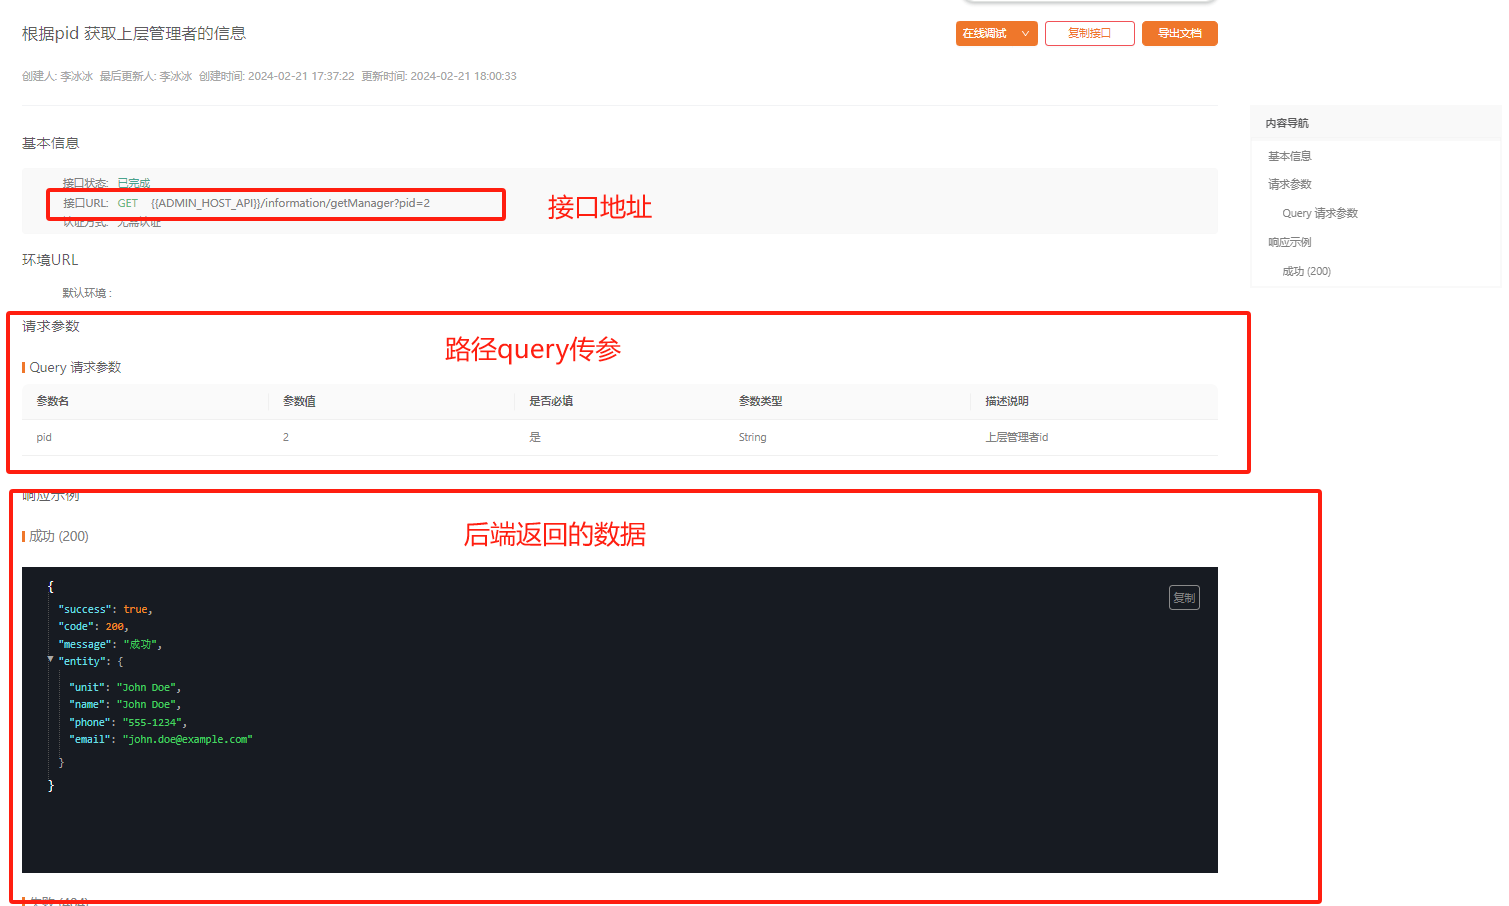 根据pid 获取上层管理者的信息
在线调试
复制接口
导出文档
创建人: 李冰冰 最后更新人: 李冰冰 创建时间: 2024-02-21 17:37:22 更新时间: 2024-02-21 18:00:33
内容导航
基本信息
请求参数
Query 请求参数
响应示例
成功 (200)
基本信息
接口状态: 已完成
接口URL: GET {{ADMIN_HOST_API}}/information/getManager?pid=2
接口地址
认证方式: 无需认证
环境URL
默认环境 :
请求参数
路径query传参
Query 请求参数
参数名 参数值 是否必填 参数类型 描述说明
pid 2 是 String 上层管理者id
响应示例
成功 (200)
后端返回的数据
复制
{
"success": true,
"code": 200,
"message": "成功",
"entity": {
"unit": "John Doe",
"name": "John Doe",
"phone": "555-1234",
"email": "john.doe@example.com"
}
}
失败 (404)